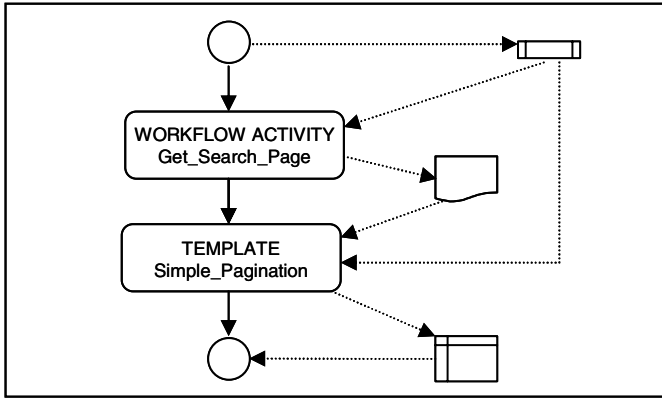 WORKFLOW ACTIVITY
Get_Search_Page
TEMPLATE
Simple_Pagination